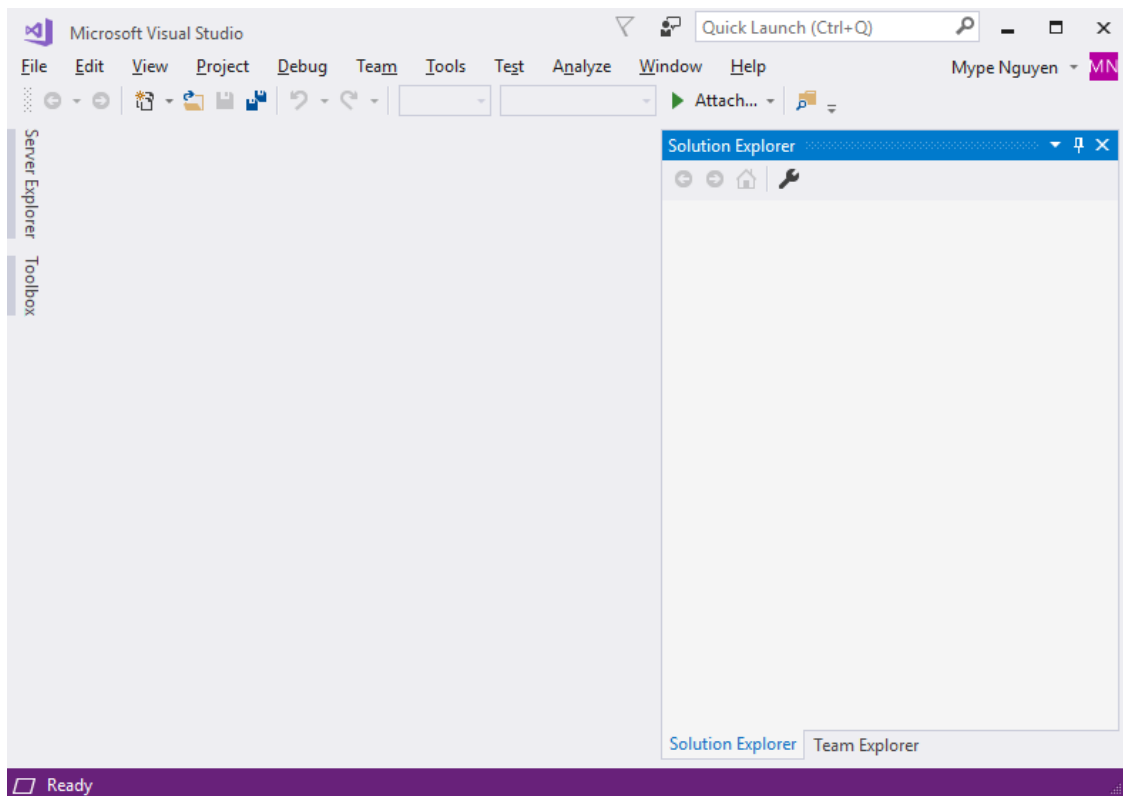 Microsoft Visual Studio Quick Launch (Ctrl+Q)
File Edit View Project Debug Team Tools Test Analyze Window Help Mype Nguyen MN
Attach...
Server Explorer
Toolbox
Solution Explorer
Solution Explorer Team Explorer
Ready